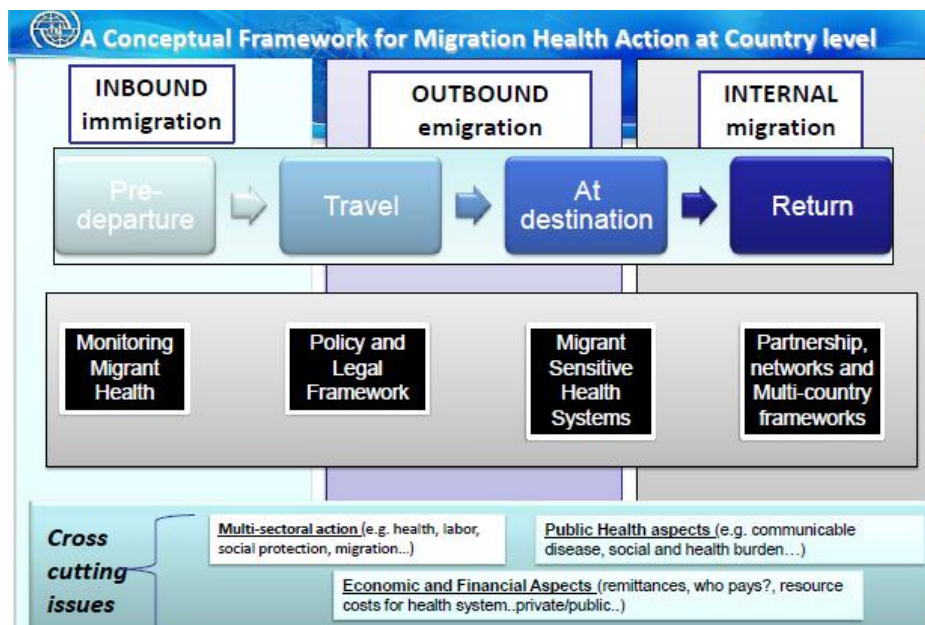 A Conceptual Framework for Migration Health Action at Country level
INBOUND
immigration
OUTBOUND
emigration
INTERNAL
migration
Pre-
departure
Travel
At
destination
Return
Monitoring
Migrant
Health
Policy and
Legal
Framework
Migrant
Sensitive
Health
Systems
Partnership,
networks and
Multi-country
frameworks
Cross
cutting
issues
Multi-sectoral action (e.g. health, labor,
social protection, migration...)
Public Health aspects (e.g. communicable
disease, social and health burden…)
Economic and Financial Aspects (remittances, who pays?, resource
costs for health system..private/public..)